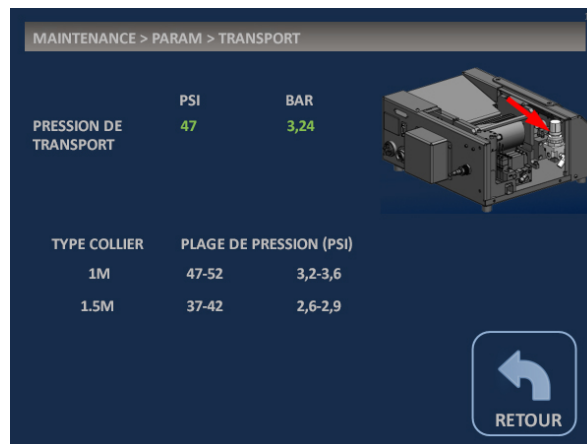 MAINTENANCE > PARAM > TRANSPORT
PSI BAR
PRESSION DE 47 3,24
TRANSPORT
TYPE COLLIER PLAGE DE PRESSION (PSI)
1M 47-52 3,2-3,6
1.5M 37-42 2,6-2,9
RETOUR